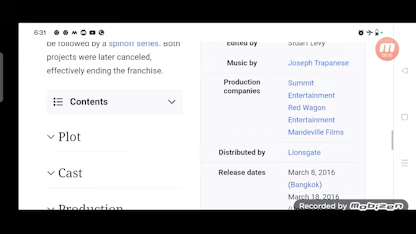 6:31
be followed by a spinoff series. Both
projects were later canceled,
effectively ending the franchise.
Contents
Plot
Cast
Production
Edited by Stuart Levy
Music by Joseph Trapanese
Production companies Summit Entertainment
Red Wagon Entertainment
Mandeville Films
Distributed by Lionsgate
Release dates March 8, 2016
(Bangkok)
March 18, 2016
Recorded by Mobizen